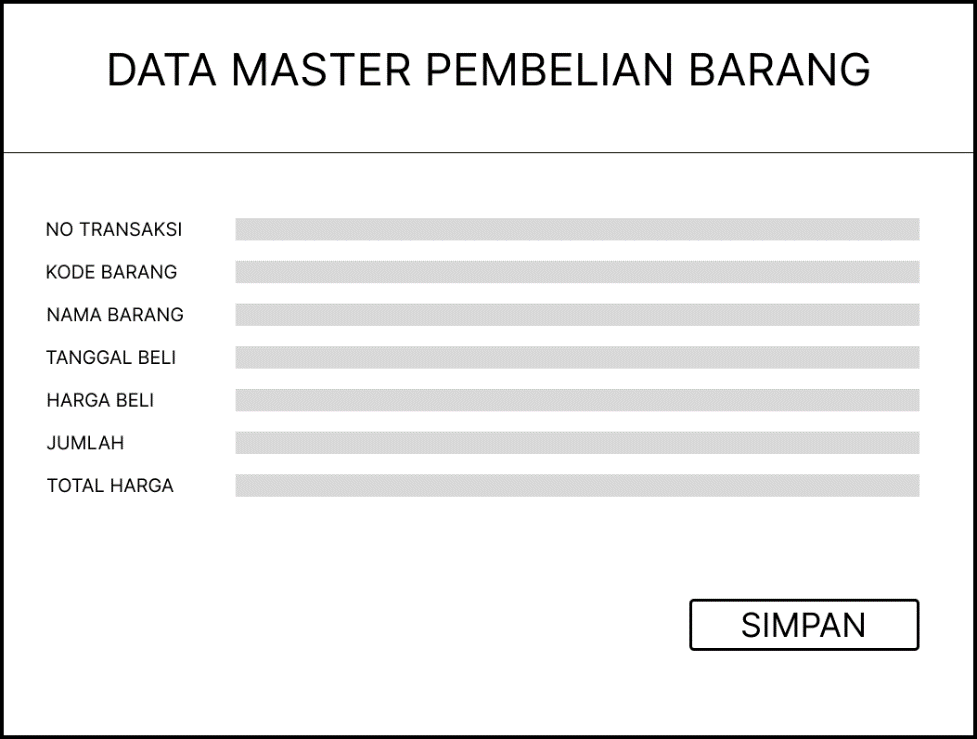 DATA MASTER PEMBELIAN BARANG
NO TRANSAKSI
KODE BARANG
NAMA BARANG
TANGGAL BELI
HARGA BELI
JUMLAH
TOTAL HARGA
SIMPAN